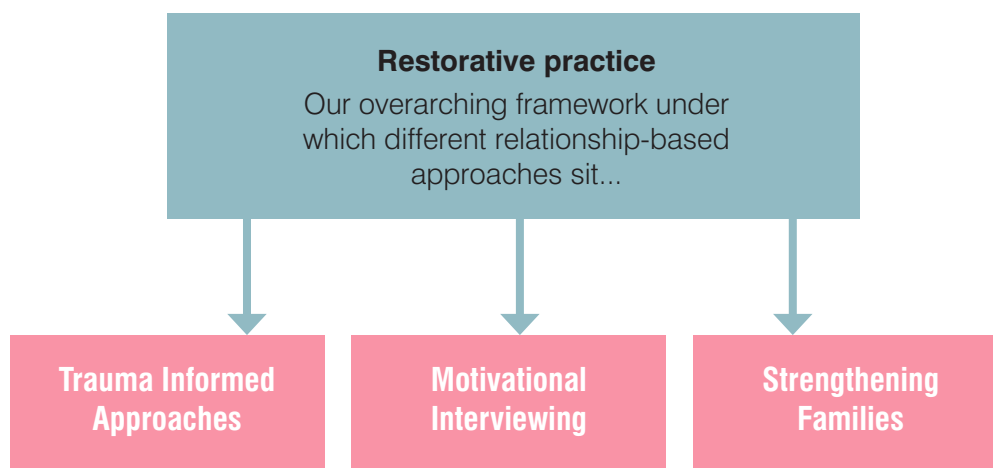 Restorative practice
Our overarching framework under
which different relationship-based
approaches sit...
Trauma Informed
Approaches
Motivational
Interviewing
Strengthening
Families